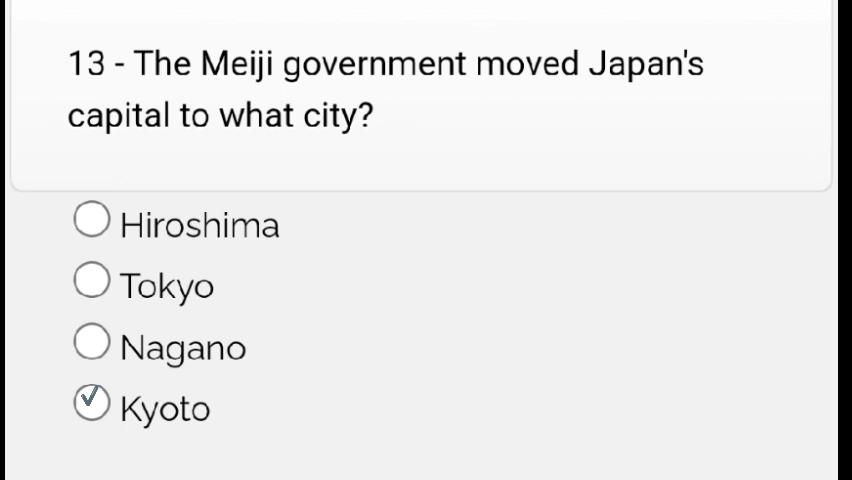 13 - The Meiji government moved Japan's
capital to what city?
Hiroshima
Tokyo
Nagano
Kyoto